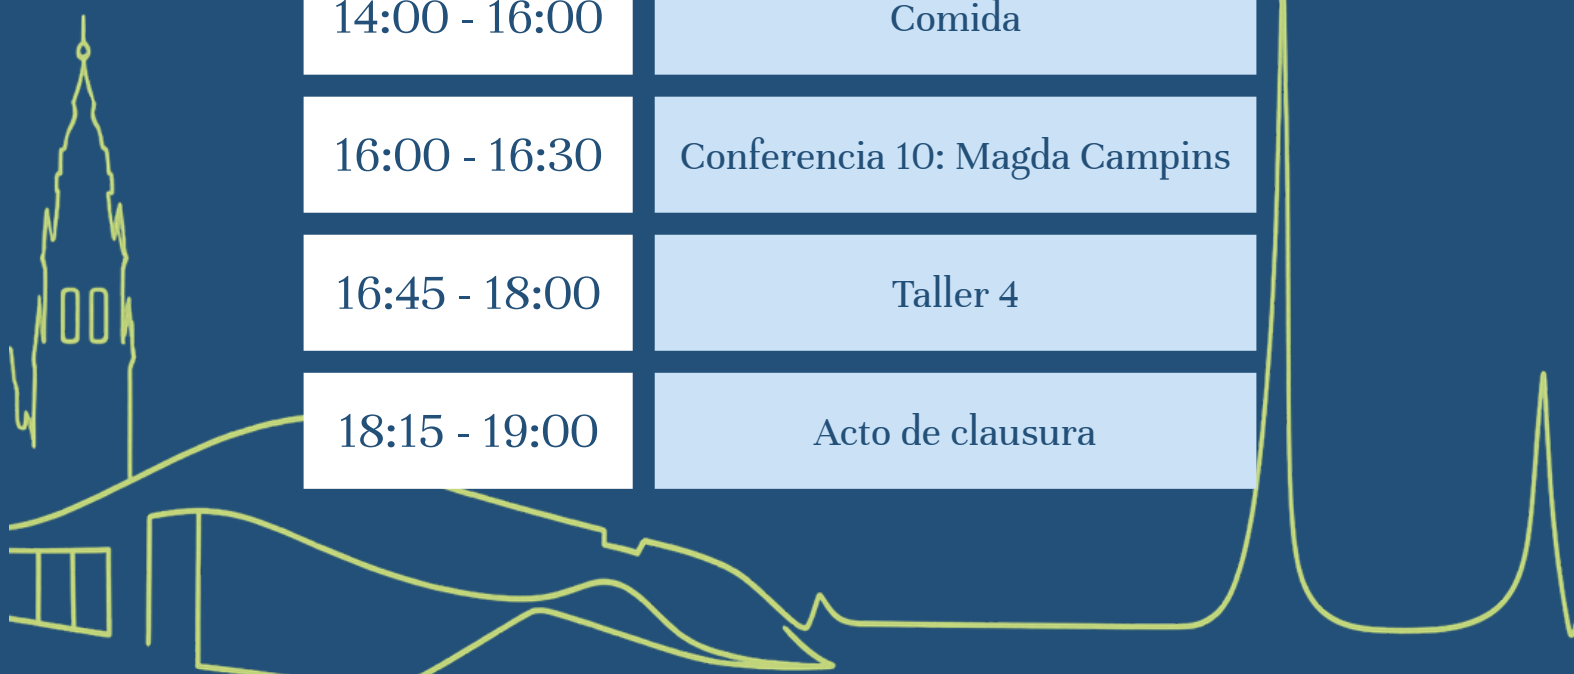 14:00 - 16:00 Comida
16:00 - 16:30 Conferencia 10: Magda Campins
16:45 - 18:00 Taller 4
18:15 - 19:00 Acto de clausura